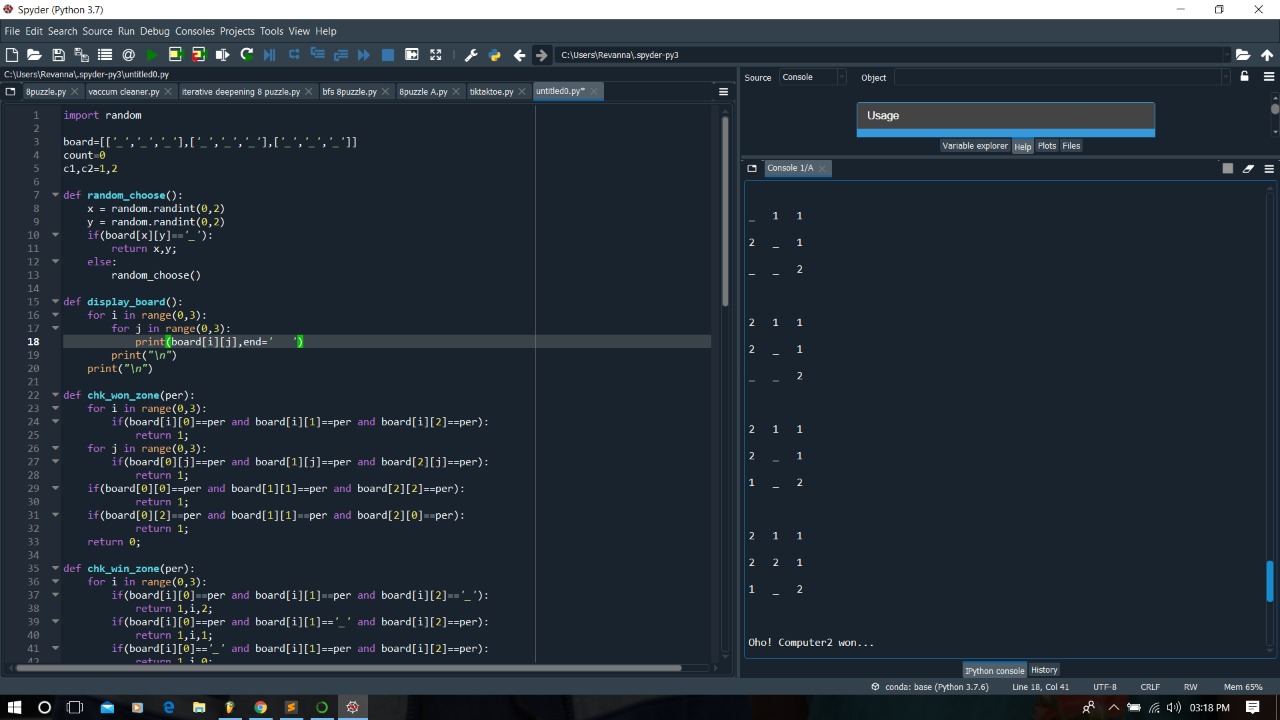 Spyder (Python 3.7)
File Edit Search Source Run Debug Consoles Projects Tools View Help
C:\Users\Revanna\.spyder-py3
C:\Users\Revanna\.spyder-py3\untitled0.py
8puzzle.py vaccum cleaner.py iterative deepening 8 puzzle.py bfs 8puzzle.py 8puzzle A.py tiktaktoe.py untitled0.py*
1 import random
2
3 board=[['_','_','_'],['_','_','_'],['_','_','_']]
4 count=0
5 c1,c2=1,2
6
7 def random_choose():
8 x = random.randint(0,2)
9 y = random.randint(0,2)
10 if(board[x][y]=='_'):
11 return x,y;
12 else:
13 random_choose()
14
15 def display_board():
16 for i in range(0,3):
17 for j in range(0,3):
18 print(board[i][j],end='   ')
19 print("\n")
20 print("\n")
21
22 def chk_won_zone(per):
23 for i in range(0,3):
24 if(board[i][0]==per and board[i][1]==per and board[i][2]==per):
25 return 1;
26 for j in range(0,3):
27 if(board[0][j]==per and board[1][j]==per and board[2][j]==per):
28 return 1;
29 if(board[0][0]==per and board[1][1]==per and board[2][2]==per):
30 return 1;
31 if(board[0][2]==per and board[1][1]==per and board[2][0]==per):
32 return 1;
33 return 0;
34
35 def chk_win_zone(per):
36 for i in range(0,3):
37 if(board[i][0]==per and board[i][1]==per and board[i][2]=='_'):
38 return 1,i,2;
39 if(board[i][0]==per and board[i][1]=='_' and board[i][2]==per):
40 return 1,i,1;
41 if(board[i][0]=='_' and board[i][1]==per and board[i][2]==per):
42 return 1,i,0;
Source Console Object
Usage
Variable explorer Help Plots Files
Console 1/A
_ 1 1
2 _ 1
_ _ 2
2 1 1
2 _ 1
_ _ 2
2 1 1
2 _ 1
1 _ 2
2 1 1
2 2 1
1 _ 2
Oho! Computer2 won...
IPython console History
conda: base (Python 3.7.6) Line 18, Col 41 UTF-8 CRLF RW Mem 65%
03:18 PM